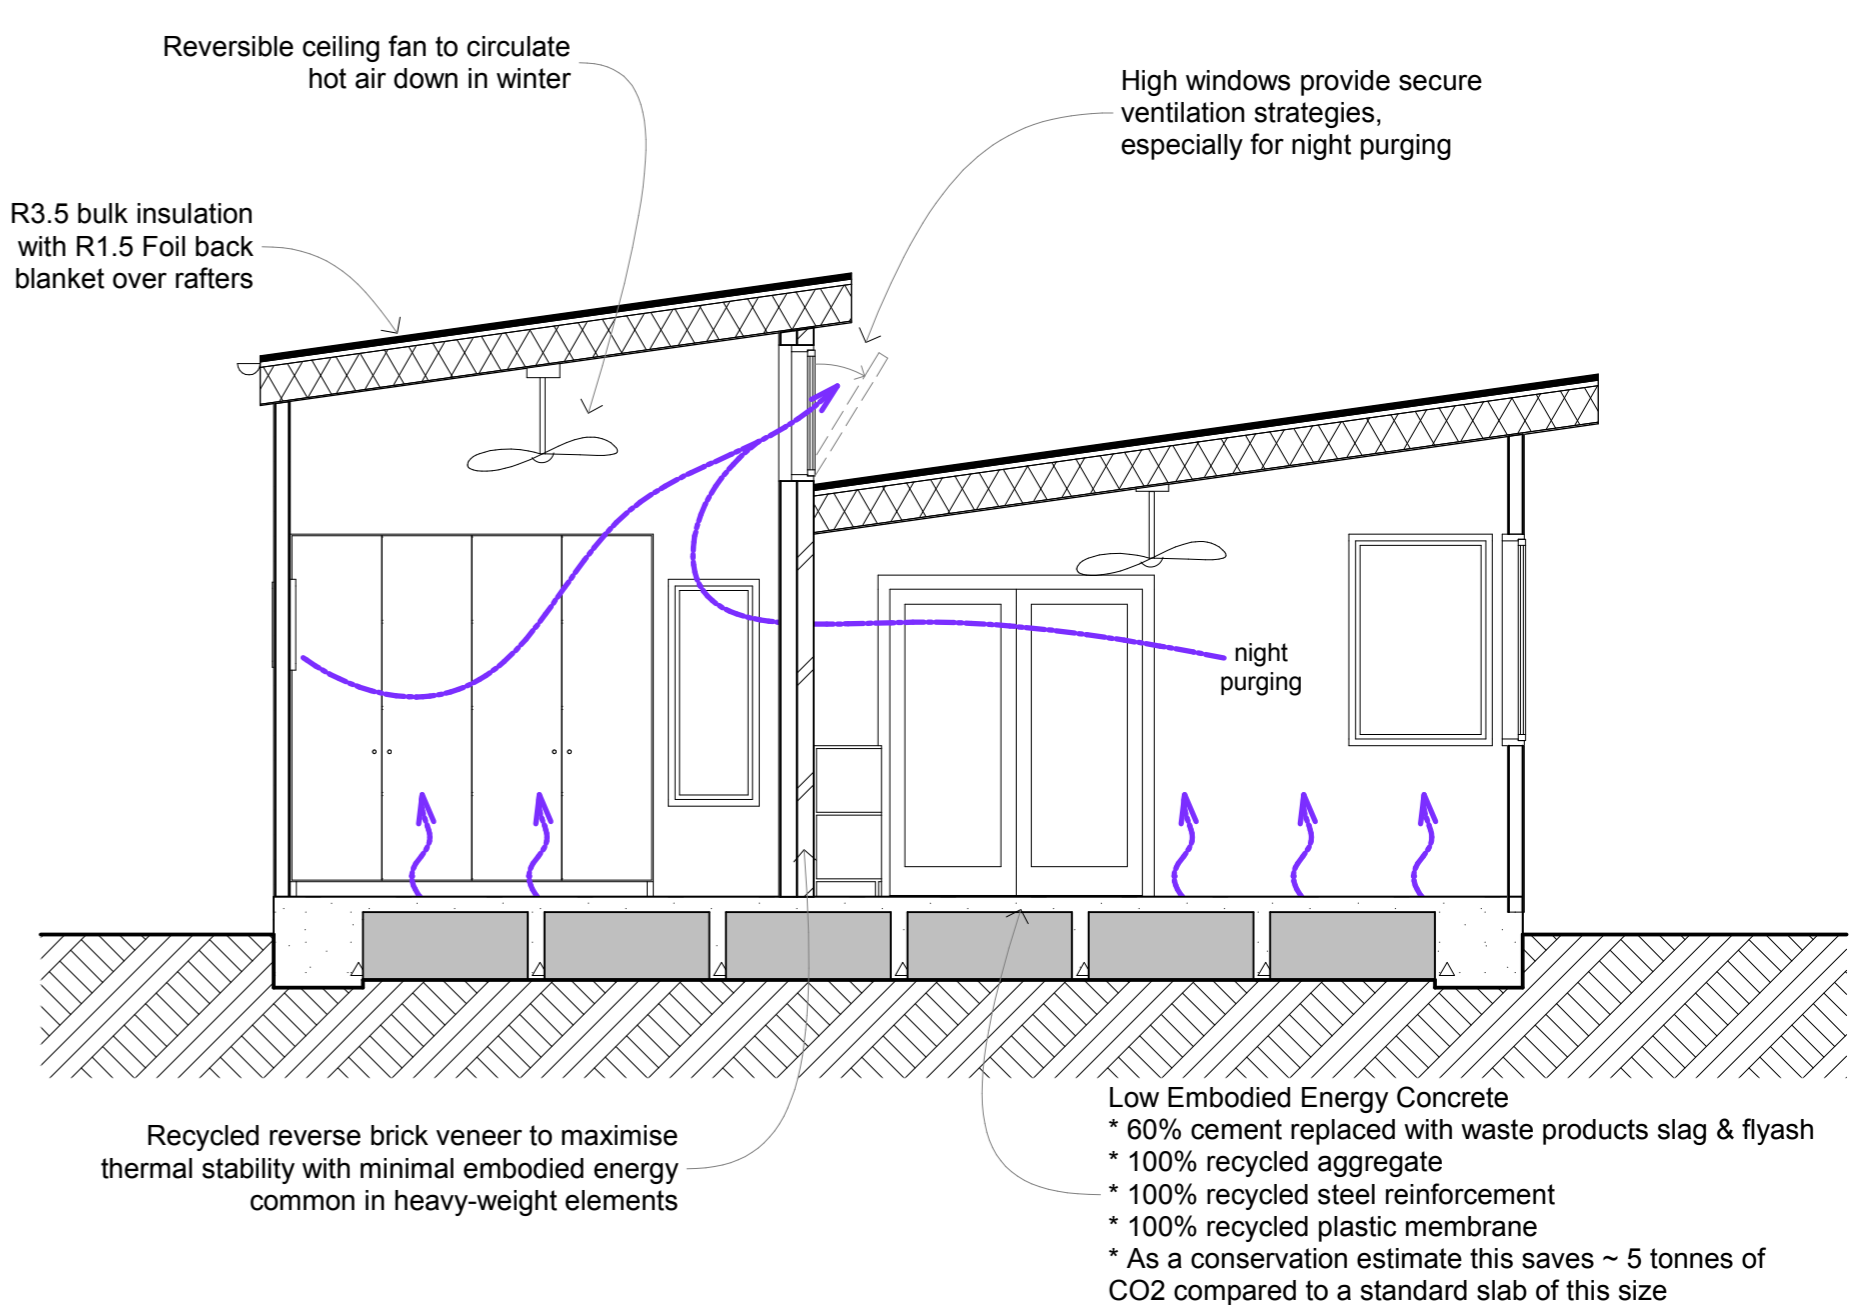 Reversible ceiling fan to circulate
hot air down in winter
High windows provide secure
ventilation strategies,
especially for night purging
R3.5 bulk insulation
with R1.5 Foil back
blanket over rafters
night
purging
Recycled reverse brick veneer to maximise
thermal stability with minimal embodied energy
common in heavy-weight elements
Low Embodied Energy Concrete
* 60% cement replaced with waste products slag & flyash
* 100% recycled aggregate
* 100% recycled steel reinforcement
* 100% recycled plastic membrane
* As a conservation estimate this saves ~ 5 tonnes of
CO2 compared to a standard slab of this size